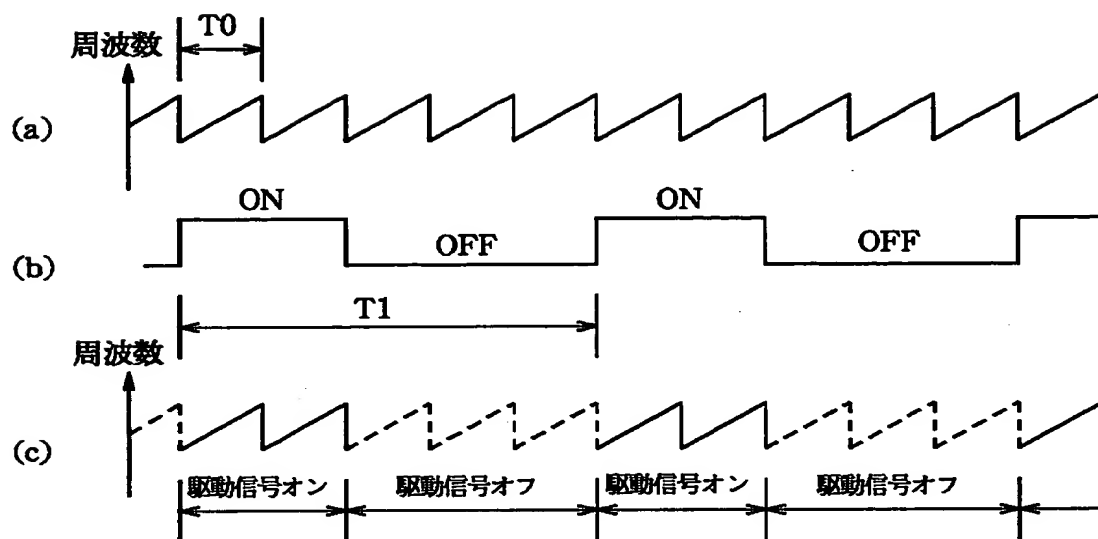 T0
周波数
(a)
ON
ON
OFF
OFF
(b)
T1
周波数
(c)
駆動信号オン
駆動信号オフ
駆動信号オン
駆動信号オフ